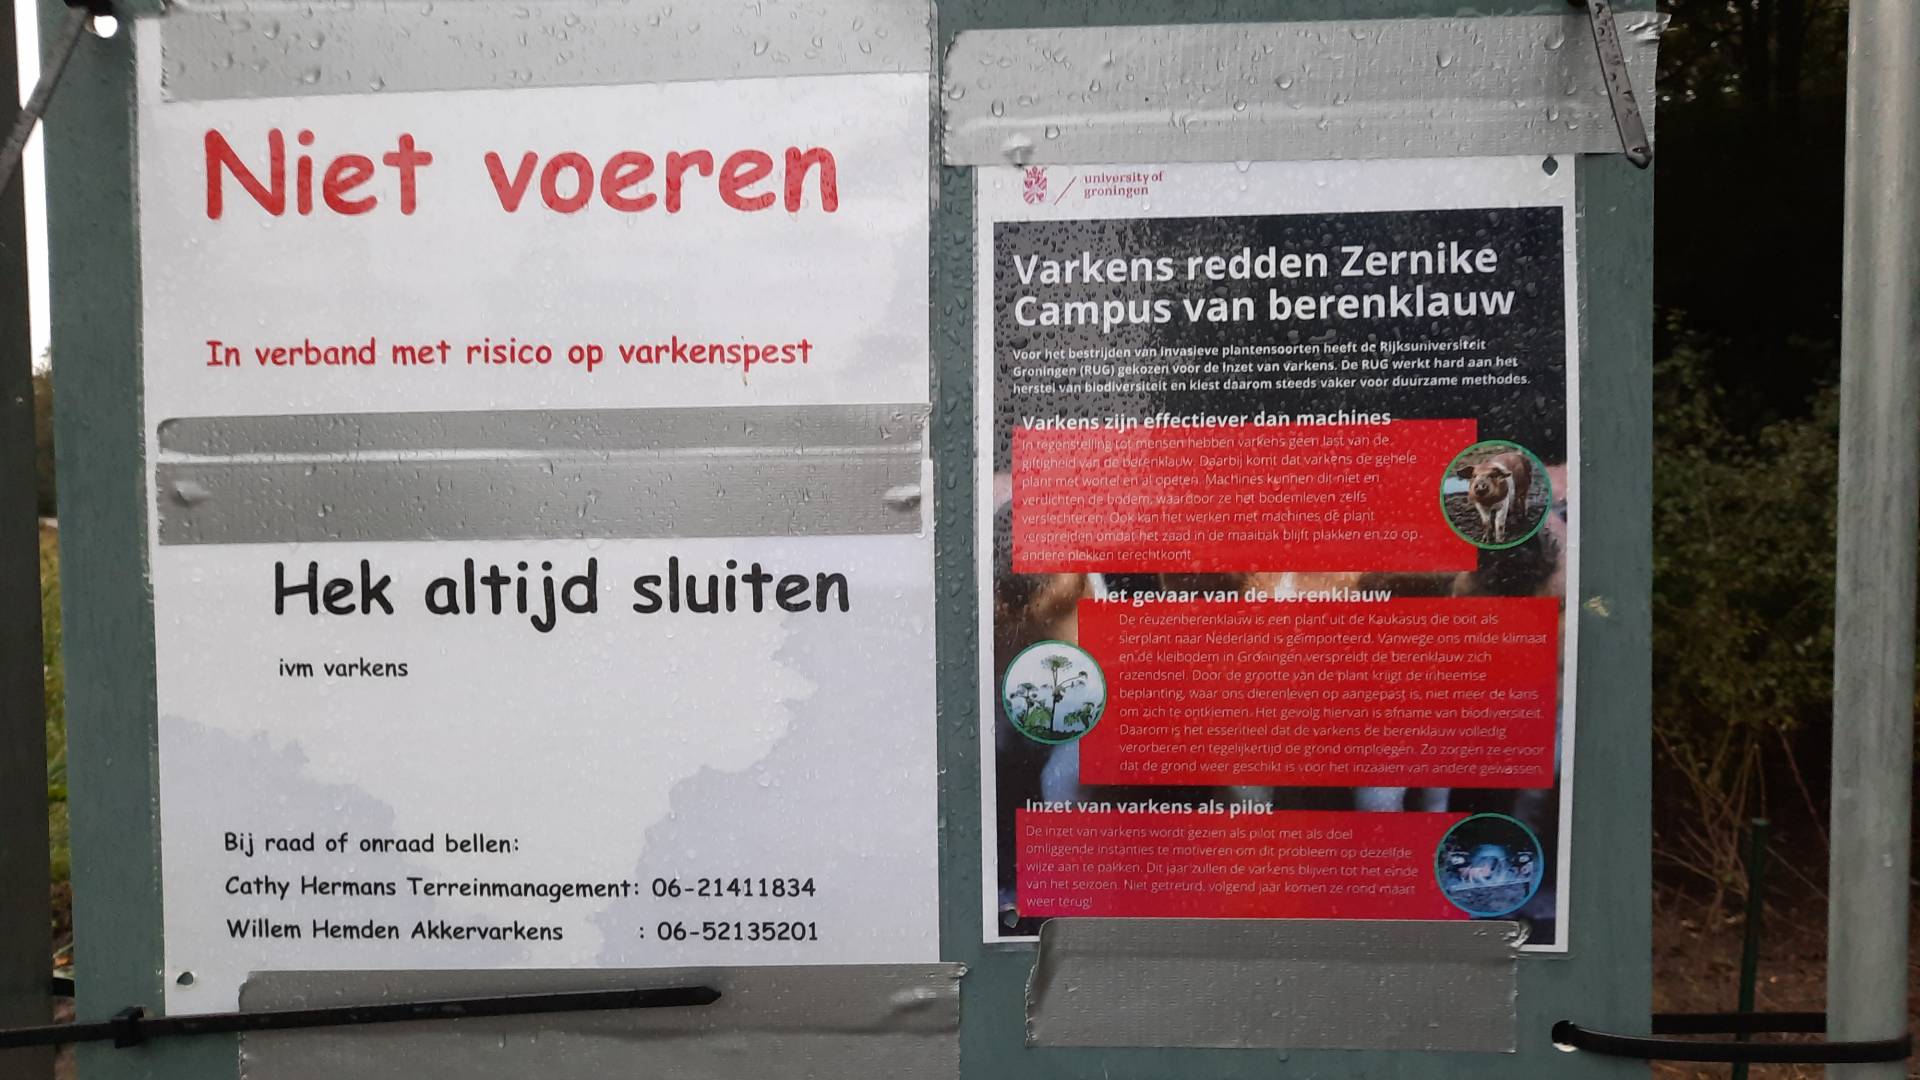 Niet voeren
In verband met risico op varkenspest
Hek altijd sluiten
ivm varkens
Bij raad of onraad bellen:
Cathy Hermans Terreinmanagement: 06-21411834
Willem Hemden Akkervarkens : 06-52135201
university of
groningen
Varkens redden Zernike
Campus van berenklauw
Voor het bestrijden van invasieve plantensoorten heeft de Rijksuniversiteit
Groningen (RUG) gekozen voor de inzet van varkens. De RUG werkt hard aan het
herstel van biodiversiteit en kiest daarom steeds vaker voor duurzame methodes.
Varkens zijn effectiever dan machines
In tegenstelling tot mensen hebben varkens geen last van de
giftigheid van de berenklauw. Daarbij komt dat varkens de gehele
plant met wortel en al opeten. Machines kunnen dit niet en
verdichten de bodem, waardoor ze het bodemleven zelfs
verslechteren. Ook kan het werken met machines de plant
verspreiden omdat het zaad in de maaibak blijft plakken en zo op
andere plekken terechtkomt.
Het gevaar van de berenklauw
De reuzenberenklauw is een plant uit de Kaukasus die ooit als
sierplant naar Nederland is geïmporteerd. Vanwege ons milde klimaat
en de kleibodem in Groningen verspreidt de berenklauw zich
razendsnel. Door de grootte van de plant krijgt de inheemse
beplanting, waar ons dierenleven op aangepast is, niet meer de kans
om zich te ontkiemen. Het gevolg hiervan is afname van biodiversiteit.
Daarom is het essentieel dat de varkens de berenklauw volledig
verorberen en tegelijkertijd de grond omploegen. Zo zorgen ze ervoor
dat de grond weer geschikt is voor het inzaaien van andere gewassen.
Inzet van varkens als pilot
De inzet van varkens wordt gezien als pilot met als doel
omliggende instanties te motiveren om dit probleem op dezelfde
wijze aan te pakken. Dit jaar zullen de varkens blijven tot het einde
van het seizoen. Niet getreurd, volgend jaar komen ze rond maart
weer terug!